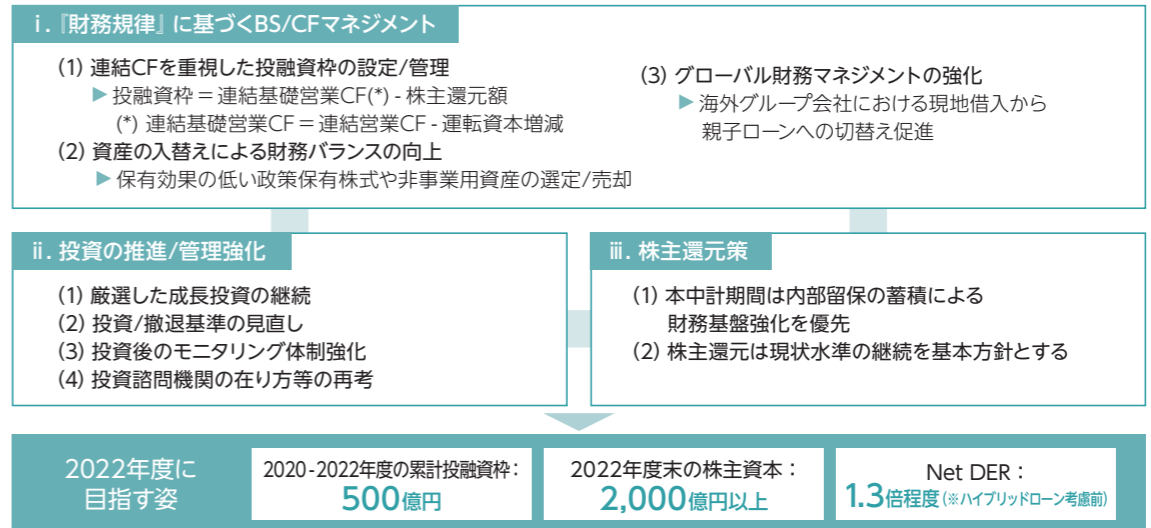 ⅰ. 『財務規律』 に基づくBS/CFマネジメント
(1) 連結CFを重視した投融資枠の設定/管理
▶ 投融資枠 = 連結基礎営業CF(*) - 株主還元額
(*) 連結基礎営業CF = 連結営業CF - 運転資本増減
(2) 資産の入替えによる財務バランスの向上
▶ 保有効果の低い政策保有株式や非事業用資産の選定/売却
(3) グローバル財務マネジメントの強化
▶ 海外グループ会社における現地借入から
親子ローンへの切替え促進
ⅱ. 投資の推進/管理強化
(1) 厳選した成長投資の継続
(2) 投資/撤退基準の見直し
(3) 投資後のモニタリング体制強化
(4) 投資諮問機関の在り方等の再考
ⅲ. 株主還元策
(1) 本中計期間は内部留保の蓄積による
財務基盤強化を優先
(2) 株主還元は現状水準の継続を基本方針とする
2022年度に
目指す姿
2020-2022年度の累計投融資枠:
500億円
2022年度末の株主資本:
2,000億円以上
Net DER:
1.3倍程度 (※ハイブリッドローン考慮前)